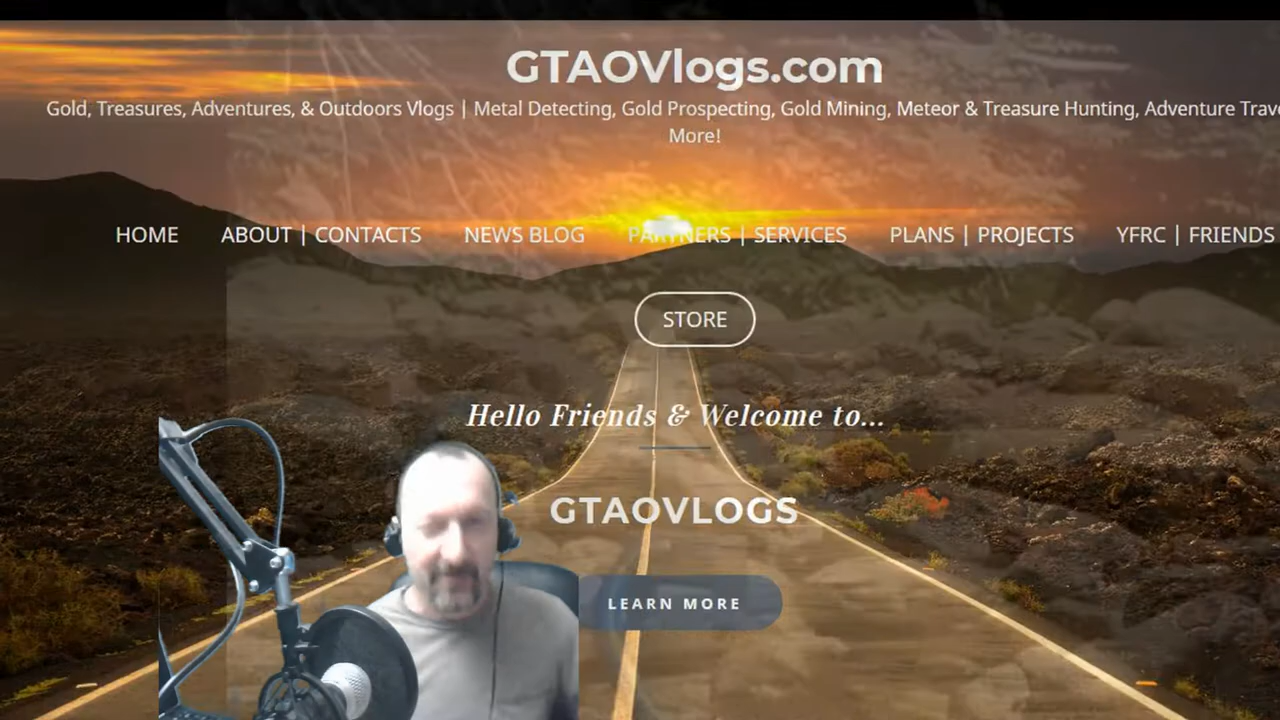 GTAOVlogs.com
Gold, Treasures, Adventures, & Outdoors Vlogs | Metal Detecting, Gold Prospecting, Gold Mining, Meteor & Treasure Hunting, Adventure
More!
HOME ABOUT | CONTACTS NEWS BLOG PARTNERS | SERVICES PLANS | PROJECTS YFRC | FRIENDS
STORE
Hello Friends & Welcome to...
GTAOVLOGS
LEARN MORE